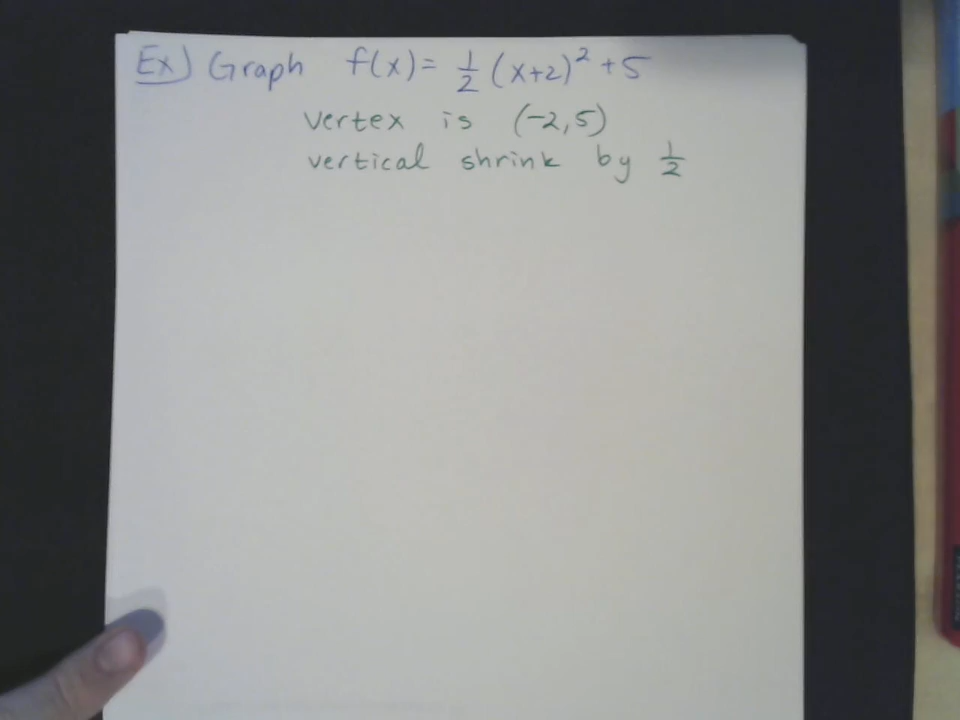 Ex) Graph f(x) = 1/2 (x+2)² + 5
vertex is (-2,5)
vertical shrink by 1/2